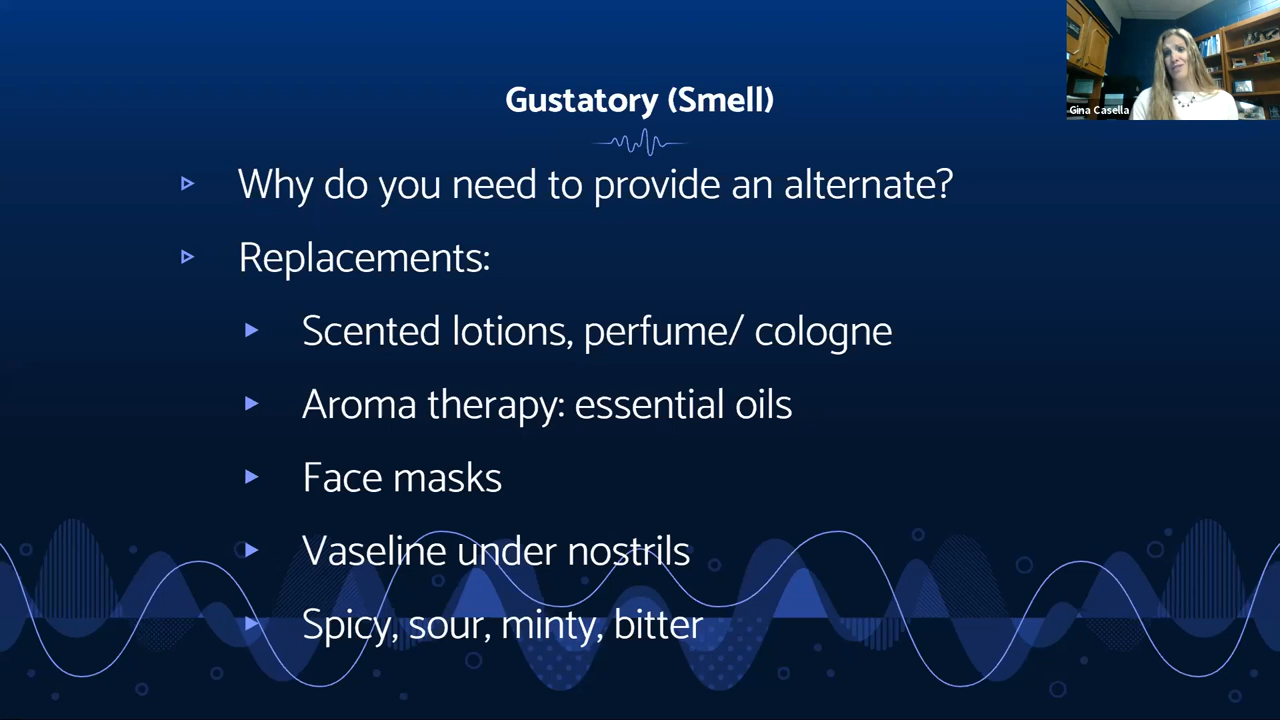 Gustatory (Smell)
Gina Casella
Why do you need to provide an alternate?
Replacements:
Scented lotions, perfume/ cologne
Aroma therapy: essential oils
Face masks
Vaseline under nostrils
Spicy, sour, minty, bitter